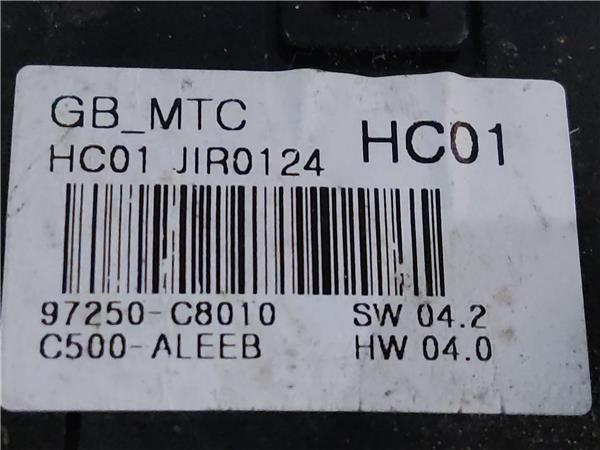 GB_MTC
HC01 JIR0124 HC01
97250-C8010 SW 04.2
C500-ALEEB HW 04.0